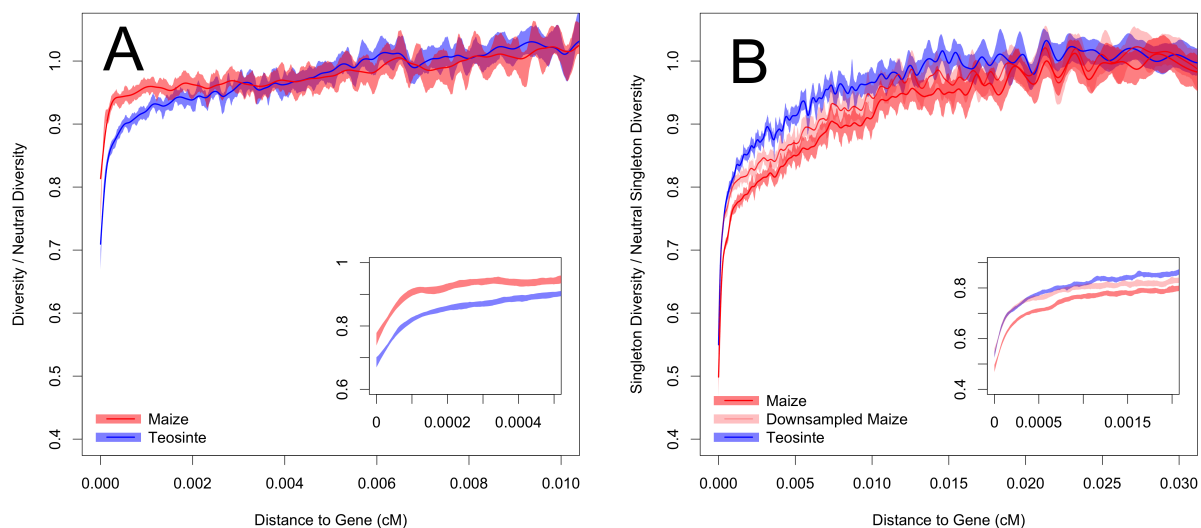 A
Diversity / Neutral Diversity
1.0
0.9
0.8
0.7
0.6
0.5
0.4
1
0.8
0.6
0 0.0002 0.0004
Maize
Teosinte
0.000 0.002 0.004 0.006 0.008 0.010
Distance to Gene (cM)
B
Singleton Diversity / Neutral Singleton Diversity
1.0
0.9
0.8
0.7
0.6
0.5
0.4
0.8
0.6
0.4
0 0.0005 0.0015
Maize
Downsampled Maize
Teosinte
0.000 0.005 0.010 0.015 0.020 0.025 0.030
Distance to Gene (cM)